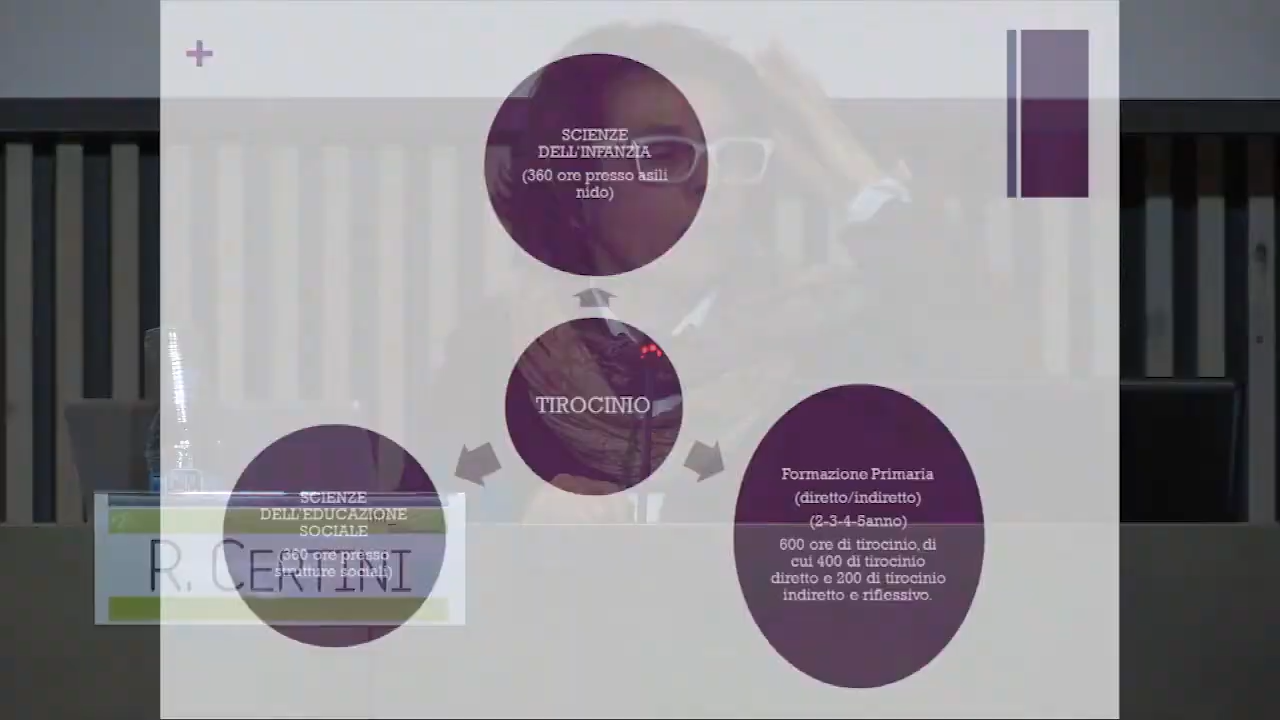 SCIENZE
DELL'INFANZIA
(360 ore presso asili
nido)
TIROCINIO
SCIENZE
DELL'EDUCAZIONE
SOCIALE
(360 ore presso
strutture sociali)
Formazione Primaria
(diretto/indiretto)
(2-3-4-5anno)
600 ore di tirocinio, di
cui 400 di tirocinio
diretto e 200 di tirocinio
indiretto e riflessivo.
R. CERTINI